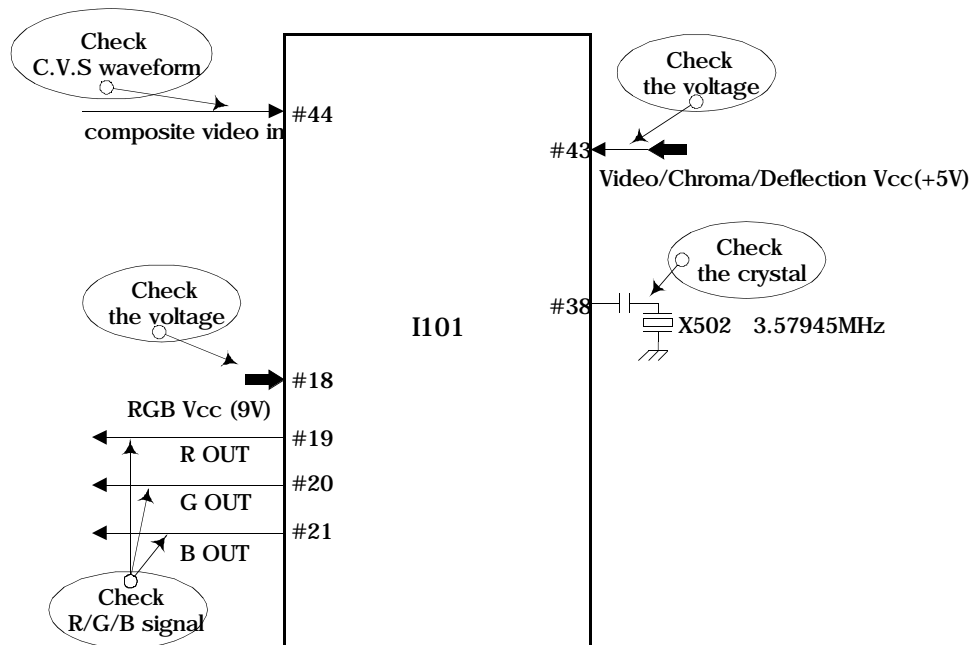 Check
C.V.S waveform
#44
composite video in
Check
the voltage
#43
Video/Chroma/Deflection Vcc(+5V)
Check
the crystal
#38
X502 3.57945MHz
I101
Check
the voltage
#18
RGB Vcc (9V)
#19
R OUT
#20
G OUT
#21
B OUT
Check
R/G/B signal